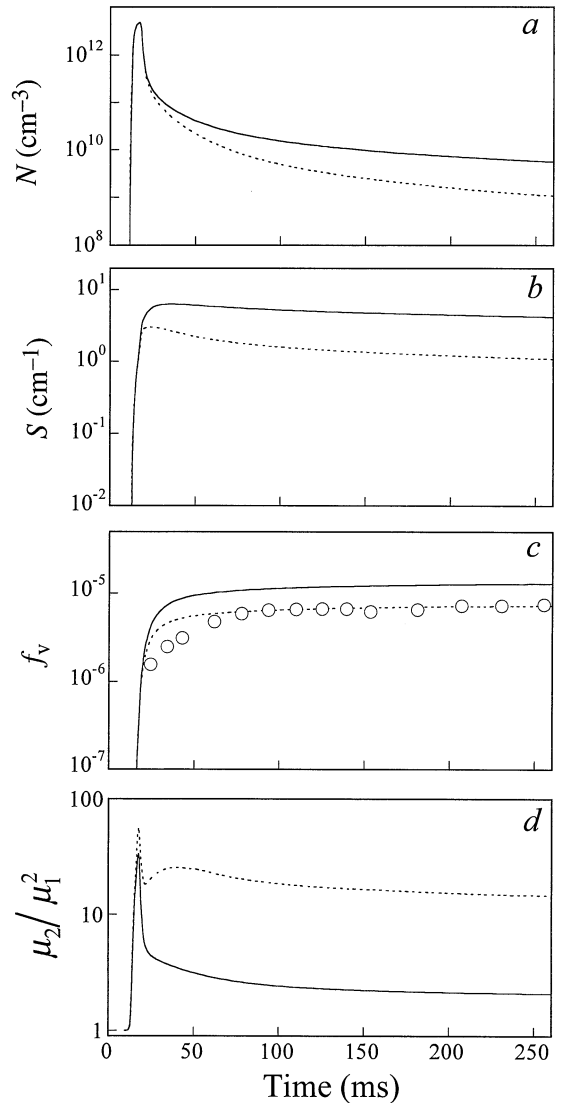 a
N (cm⁻³)
10¹²
10¹⁰
10⁸
b
S (cm⁻¹)
10¹
10⁰
10⁻¹
10⁻²
c
fᵥ
10⁻⁵
10⁻⁶
10⁻⁷
d
μ₂/ μ₁²
100
10
1
0 50 100 150 200 250
Time (ms)